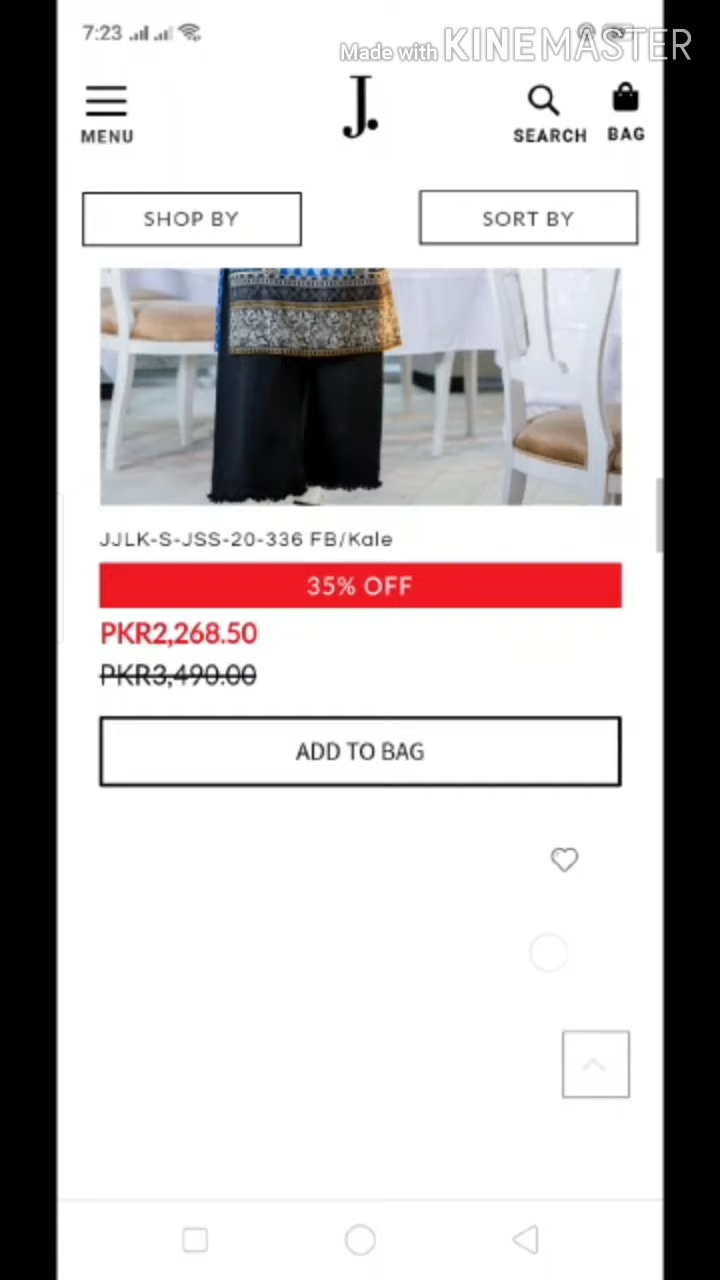 7:23
Made with KINEMASTER
MENU
J.
SEARCH
BAG
SHOP BY
SORT BY
JJLK-S-JSS-20-336 FB/Kale
35% OFF
PKR2,268.50
PKR3,490.00
ADD TO BAG